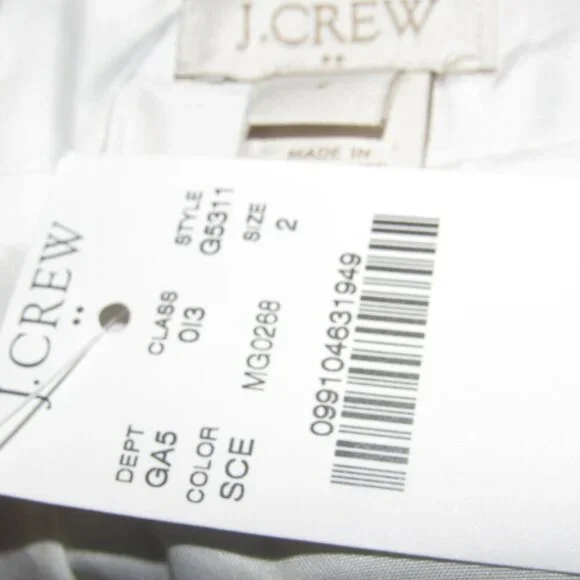 J.CREW
MADE IN
J.CREW
DEPT
GA5
CLASS
013
STYLE
G5311
COLOR
SCE
MG0268
SIZE
2
099104631949